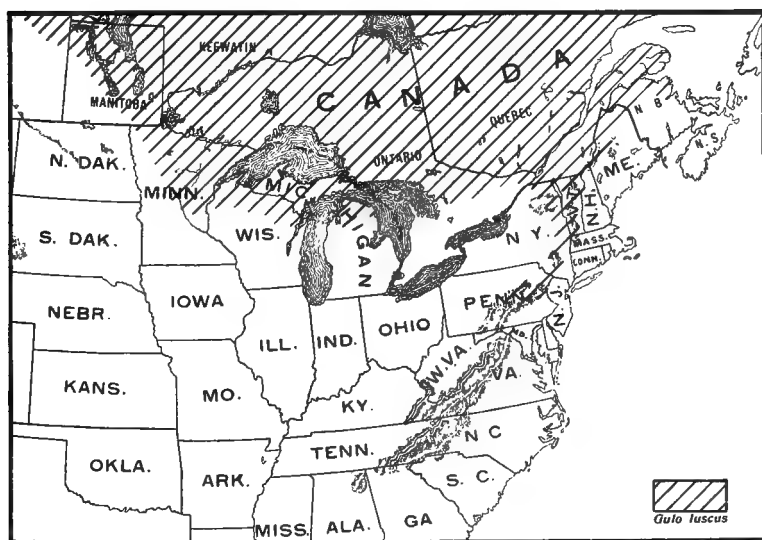 KEEWATIN
CANADA
MANITOBA
QUEBEC
N B
N. S.
ONTARIO
N. DAK.
MINN.
MICHIGAN
ME.
S. DAK.
WIS.
N Y.
N H
MASS.
CONN.
NEBR.
IOWA
PENN.
N J.
ILL.
IND.
OHIO
W. VA.
VA.
KANS.
MO.
KY.
TENN.
N C
OKLA.
ARK.
S. C.
MISS.
ALA.
GA
Gulo luscus